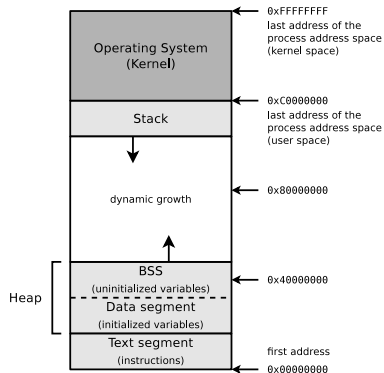 0xFFFFFFFF
last address of the
process address space
(kernel space)
Operating System
(Kernel)
0xC0000000
last address of the
process address space
(user space)
Stack
dynamic growth
0x80000000
BSS
(uninitialized variables)
0x40000000
Heap
Data segment
(initialized variables)
Text segment
(instructions)
first address
0x00000000